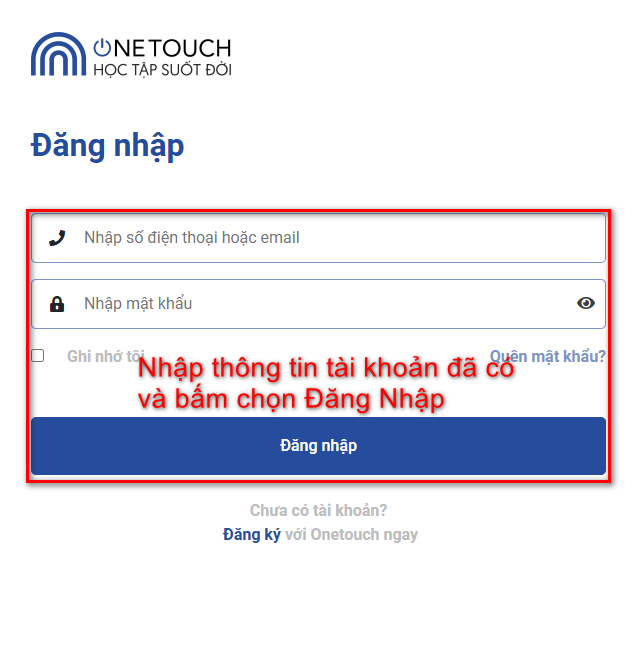 ONETOUCH
HỌC TẬP SUỐT ĐỜI
Đăng nhập
Nhập số điện thoại hoặc email
Nhập mật khẩu
Ghi nhớ tôi
Quên mật khẩu?
Nhập thông tin tài khoản đã có
và bấm chọn Đăng Nhập
Đăng nhập
Chưa có tài khoản?
Đăng ký với Onetouch ngay